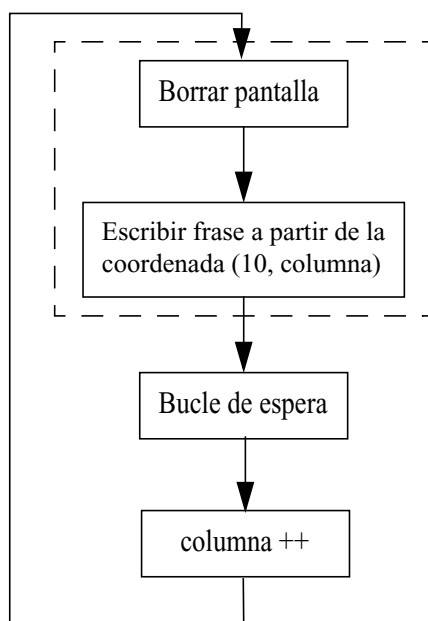 Borrar pantalla
Escribir frase a partir de la
coordenada (10, columna)
Bucle de espera
columna ++